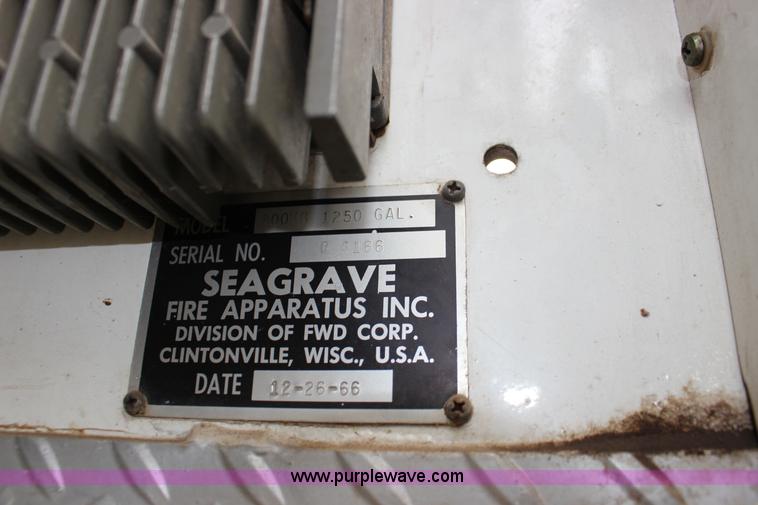 MODEL 1250 GAL.
SERIAL NO.
SEAGRAVE
FIRE APPARATUS INC.
DIVISION OF FWD CORP.
CLINTONVILLE, WISC., U.S.A.
DATE 12-26-66
www.purplewave.com